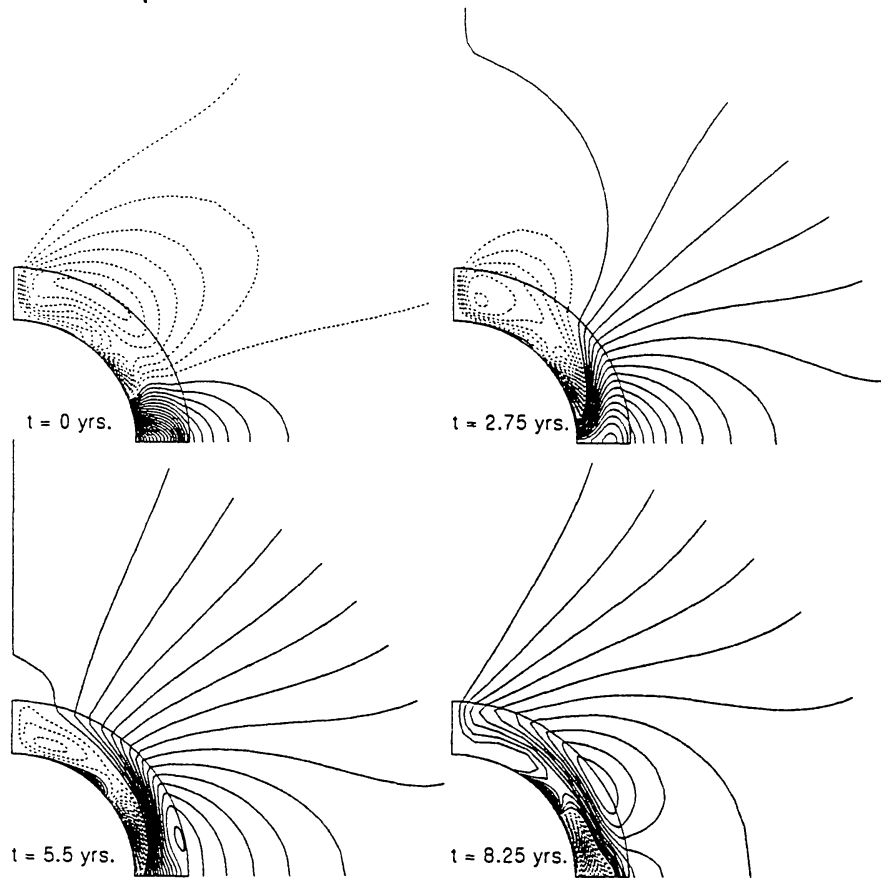 t = 0 yrs.
t = 2.75 yrs.
t = 5.5 yrs.
t = 8.25 yrs.